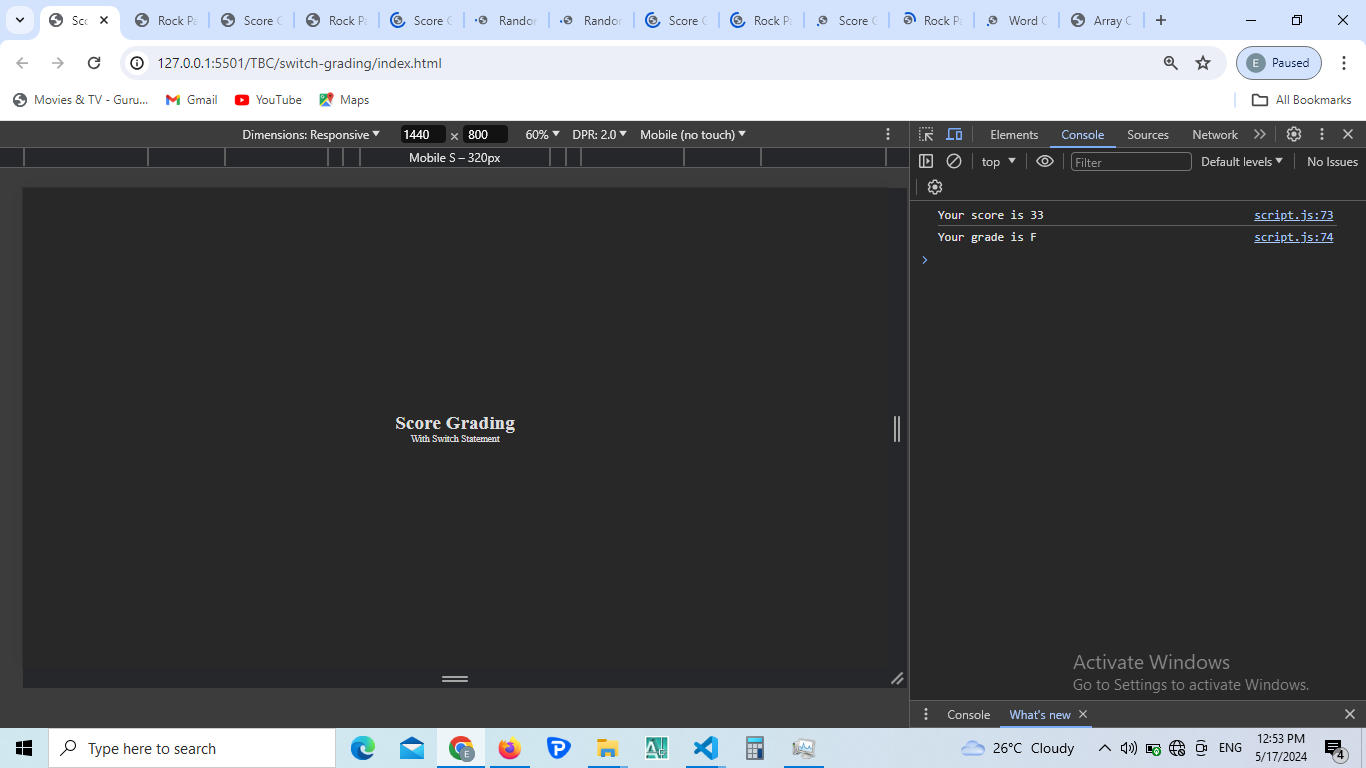 Sc Rock Pa Score G Rock Pa Score G Random Random Score G Rock Pa Score G Rock Pa Word C Array C
127.0.0.1:5501/TBC/switch-grading/index.html E Paused
Movies & TV - Guru... Gmail YouTube Maps All Bookmarks
Dimensions: Responsive 1440 x 800 60% DPR: 2.0 Mobile (no touch)
Elements Console Sources Network
Mobile S – 320px
top Filter Default levels No Issues
Your score is 33 script.js:73
Your grade is F script.js:74
Score Grading
With Switch Statement
Activate Windows
Go to Settings to activate Windows.
Console What's new
Type here to search
26°C Cloudy ENG 12:53 PM
5/17/2024 4